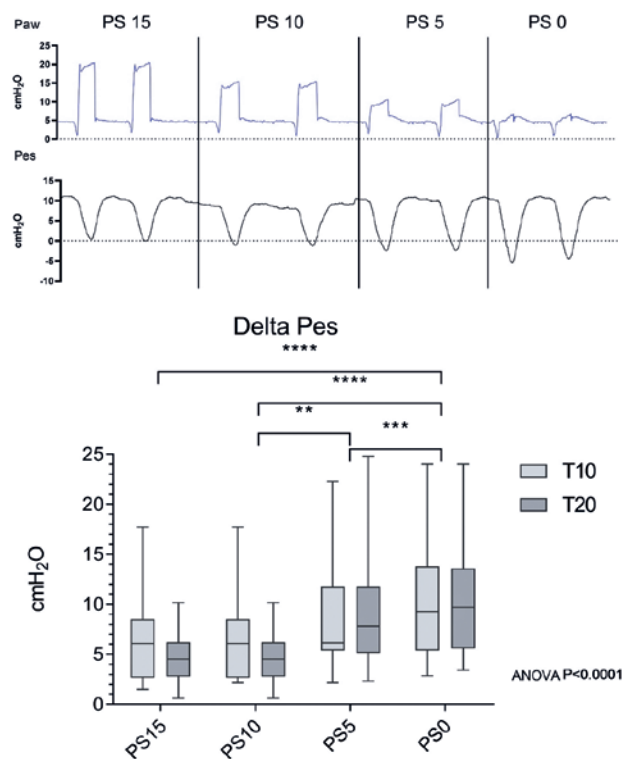 Paw PS 15 PS 10 PS 5 PS 0
cmH₂O
25
20
15
10
5
0
Pes
cmH₂O
15
10
5
0
-5
-10
Delta Pes
****
****
**
***
cmH₂O
25
20
15
10
5
0
T10
T20
ANOVA P<0.0001
PS15 PS10 PS5 PS0